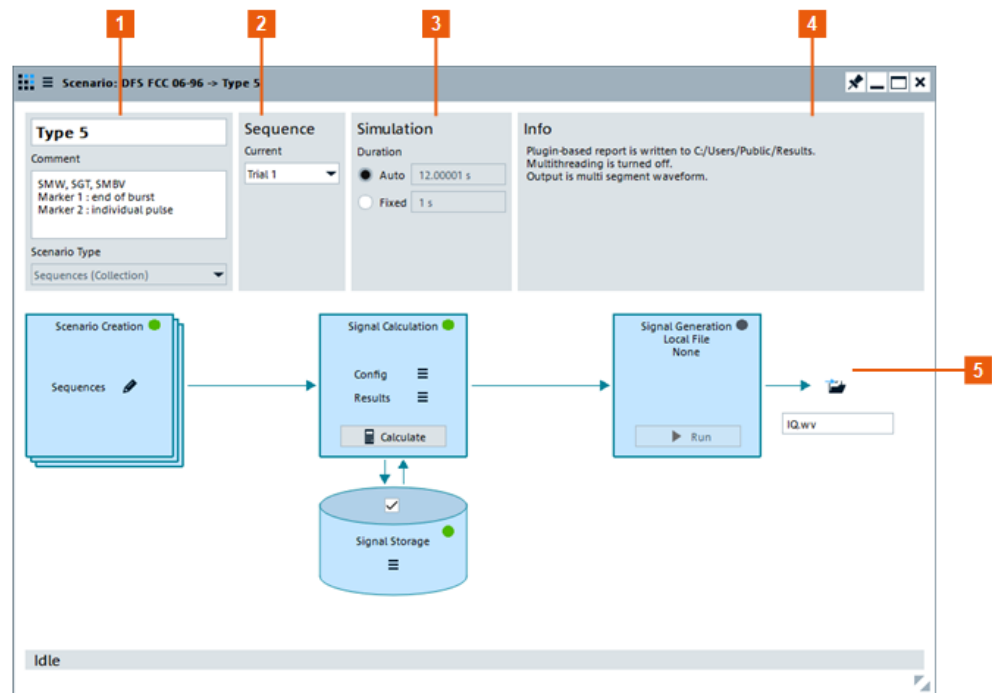 1
2
3
4
Scenario: DFS FCC 06-96 -> Type 5
Type 5
Comment
SMW, SGT, SMBV
Marker 1 : end of burst
Marker 2 : individual pulse
Scenario Type
Sequences (Collection)
Sequence
Current
Trial 1
Simulation
Duration
Auto 12.00001 s
Fixed 1 s
Info
Plugin-based report is written to C:/Users/Public/Results.
Multithreading is turned off.
Output is multi segment waveform.
Scenario Creation
Sequences
Signal Calculation
Config
Results
Calculate
Signal Storage
Signal Generation
Local File
None
Run
5
IQ.wv
Idle